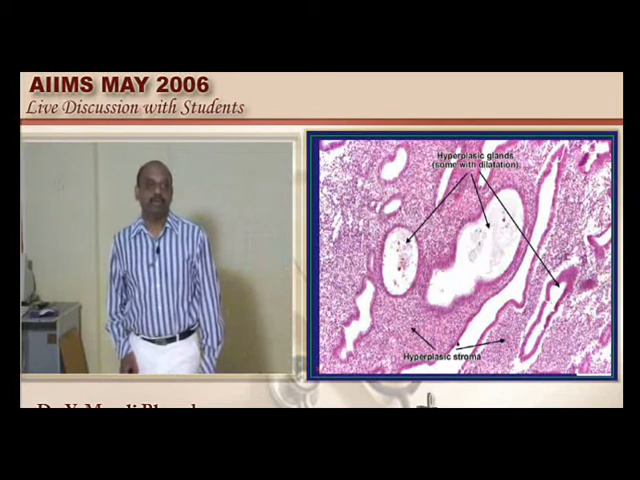 AIIMS MAY 2006
Live Discussion with Students
Hyperplasic glands
(some with dilatation)
Hyperplasic stroma